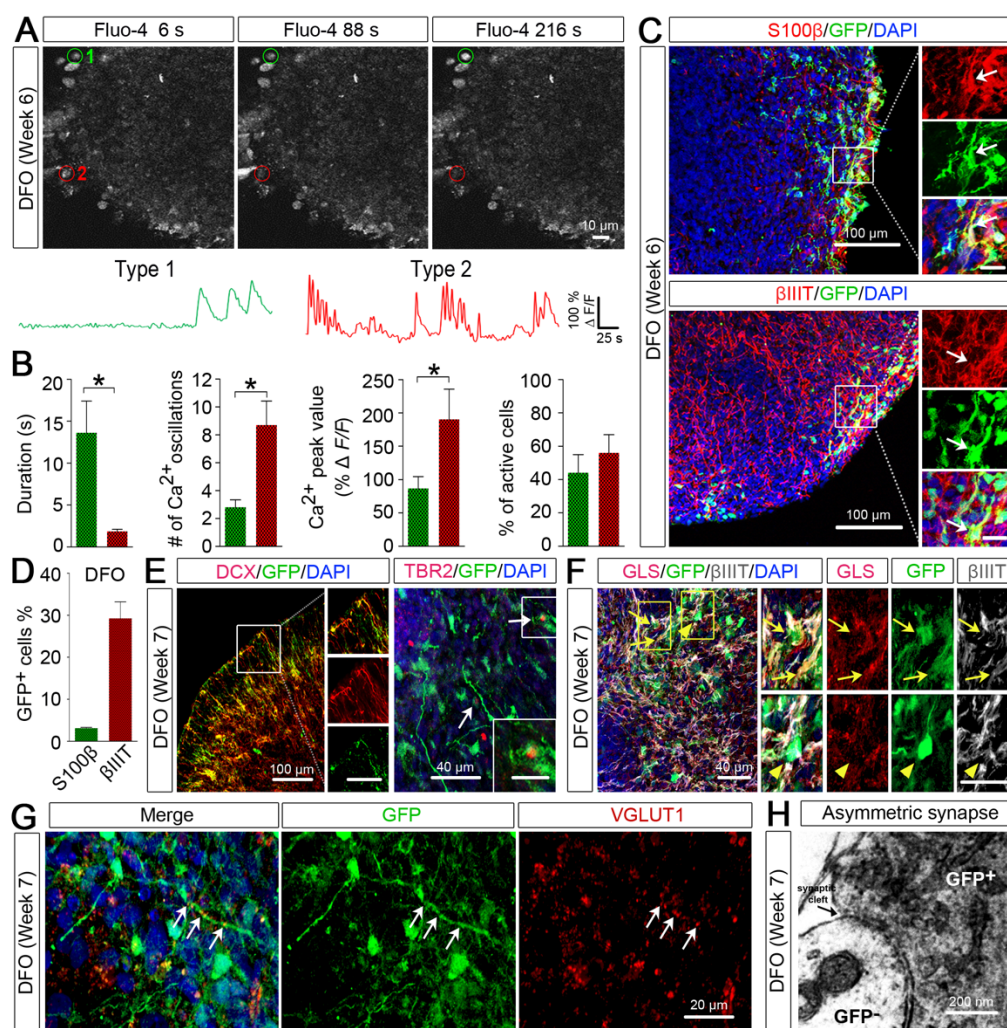 A
Fluo-4 6 s
Fluo-4 88 s
Fluo-4 216 s
DFO (Week 6)
1
2
10 µm
Type 1
Type 2
100 %
Δ F/F
25 s
B
Duration (s)
20
15
10
5
0
*
# of Ca2+ oscillations
12
10
8
6
4
2
0
*
Ca2+ peak value
(% Δ F/F)
250
200
150
100
50
0
*
% of active cells
100
80
60
40
20
0
C
S100β/GFP/DAPI
DFO (Week 6)
100 µm
βIIIT/GFP/DAPI
100 µm
D
DFO
GFP+ cells %
40
30
20
10
0
S100β
βIIIT
E
DCX/GFP/DAPI
TBR2/GFP/DAPI
DFO (Week 7)
100 µm
40 µm
F
GLS/GFP/βIIIT/DAPI
GLS
GFP
βIIIT
DFO (Week 7)
40 µm
G
Merge
GFP
VGLUT1
DFO (Week 7)
20 µm
H
Asymmetric synapse
DFO (Week 7)
GFP+
synaptic
cleft
GFP-
200 nm